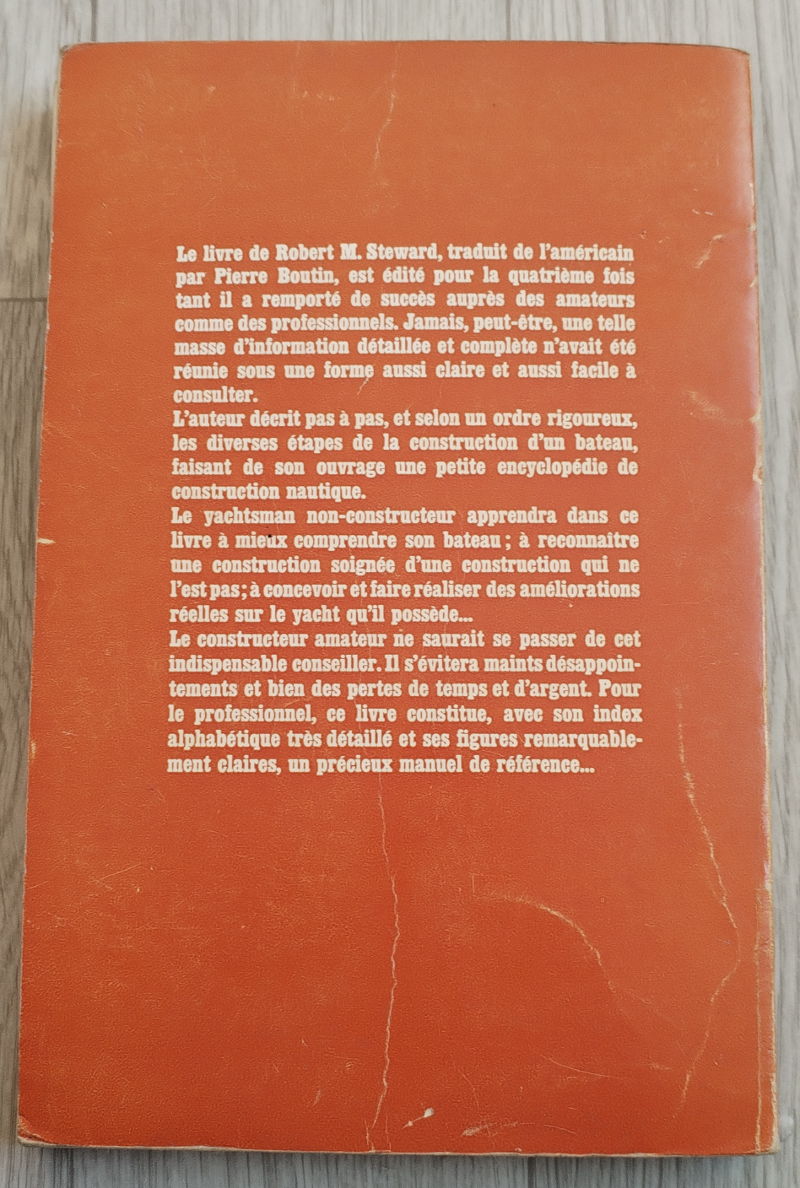 Le livre de Robert M. Steward, traduit de l'américain
par Pierre Boutin, est édité pour la quatrième fois
tant il a remporté de succès auprès des amateurs
comme des professionnels. Jamais, peut-être, une telle
masse d'information détaillée et complète n'avait été
réunie sous une forme aussi claire et aussi facile à
consulter.
L'auteur décrit pas à pas, et selon un ordre rigoureux,
les diverses étapes de la construction d'un bateau,
faisant de son ouvrage une petite encyclopédie de
construction nautique.
Le yachtsman non-constructeur apprendra dans ce
livre à mieux comprendre son bateau ; à reconnaître
une construction soignée d'une construction qui ne
l'est pas ; à concevoir et faire réaliser des améliorations
réelles sur le yacht qu'il possède...
Le constructeur amateur ne saurait se passer de cet
indispensable conseiller. Il s'évitera maints désappoin-
tements et bien des pertes de temps et d'argent. Pour
le professionnel, ce livre constitue, avec son index
alphabétique très détaillé et ses figures remarquable-
ment claires, un précieux manuel de référence...